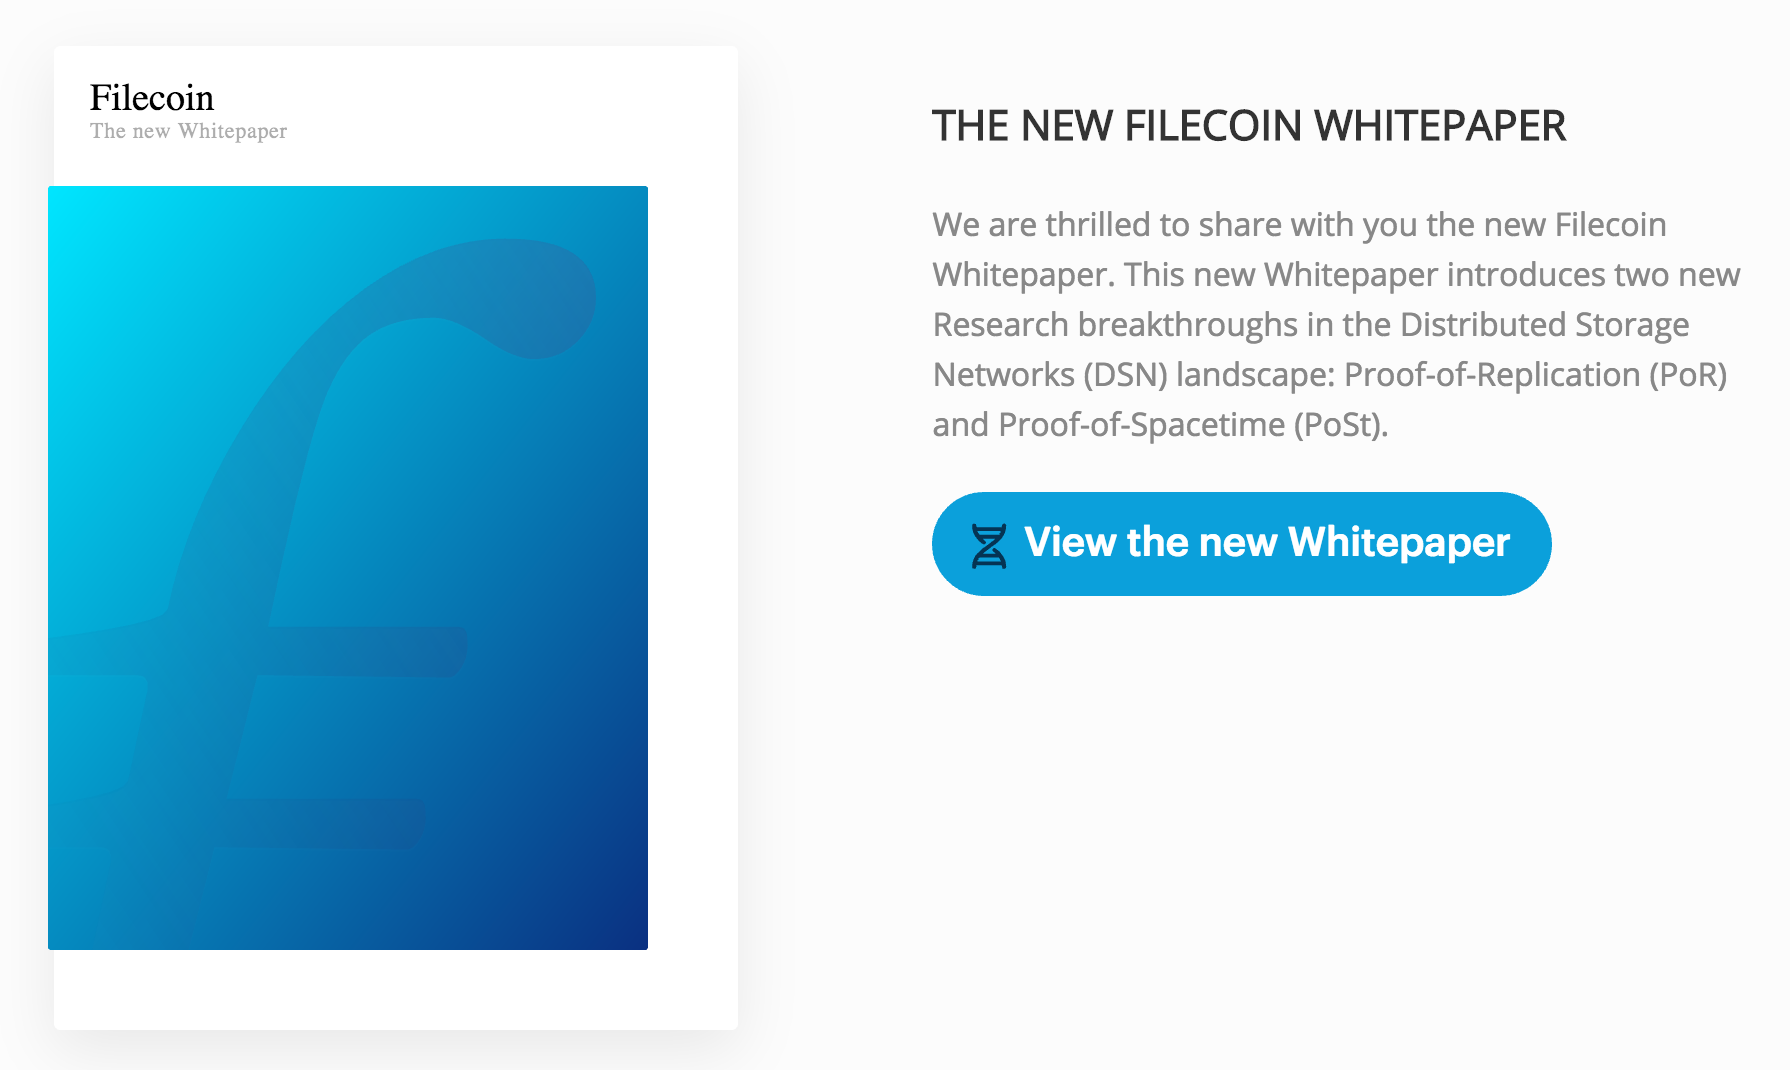 Filecoin
The new Whitepaper
THE NEW FILECOIN WHITEPAPER
We are thrilled to share with you the new Filecoin
Whitepaper. This new Whitepaper introduces two new
Research breakthroughs in the Distributed Storage
Networks (DSN) landscape: Proof-of-Replication (PoR)
and Proof-of-Spacetime (PoSt).
View the new Whitepaper